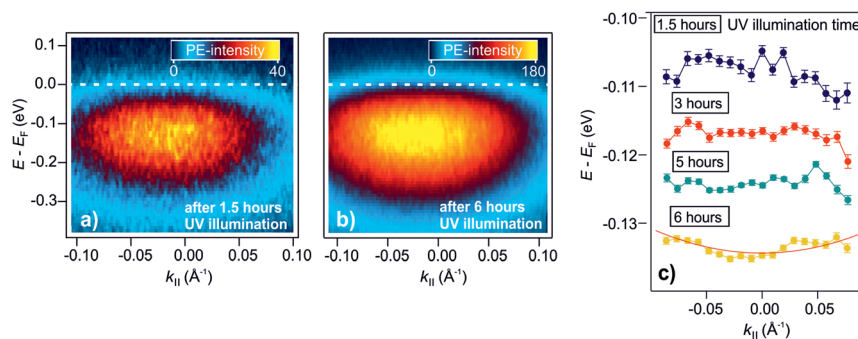 PE-intensity
0 40
0.1
0.0
-0.1
-0.2
-0.3
E - EF (eV)
a)
after 1.5 hours
UV illumination
-0.10 -0.05 0.00 0.05 0.10
kII (Å-1)
PE-intensity
0 180
b)
after 6 hours
UV illumination
-0.10 -0.05 0.00 0.05 0.10
kII (Å-1)
-0.10
1.5 hours UV illumination time
-0.11
3 hours
-0.12
5 hours
-0.13
6 hours
E - EF (eV)
c)
-0.05 0.00 0.05
kII (Å-1)